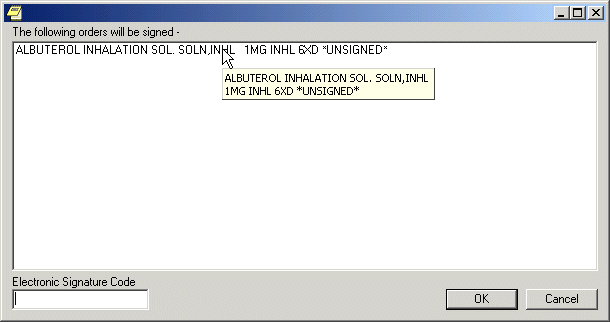 The following orders will be signed -
ALBUTEROL INHALATION SOL. SOLN,INHL   1MG INHL 6XD *UNSIGNED*
ALBUTEROL INHALATION SOL. SOLN,INHL
1MG INHL 6XD *UNSIGNED*
Electronic Signature Code
OK
Cancel